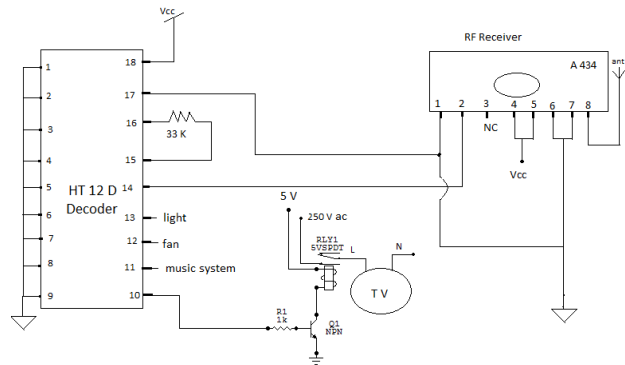 Vcc
RF Receiver
A 434
ant
1
2
3
4
5
6
7
8
NC
Vcc
1
2
3
4
5
6
7
8
9
HT 12 D
Decoder
18
17
16
15
14
13
12
11
10
33 K
light
fan
music system
5 V
250 V ac
RLY1
5VSPDT
L
N
T V
R1
1k
Q1
NPN